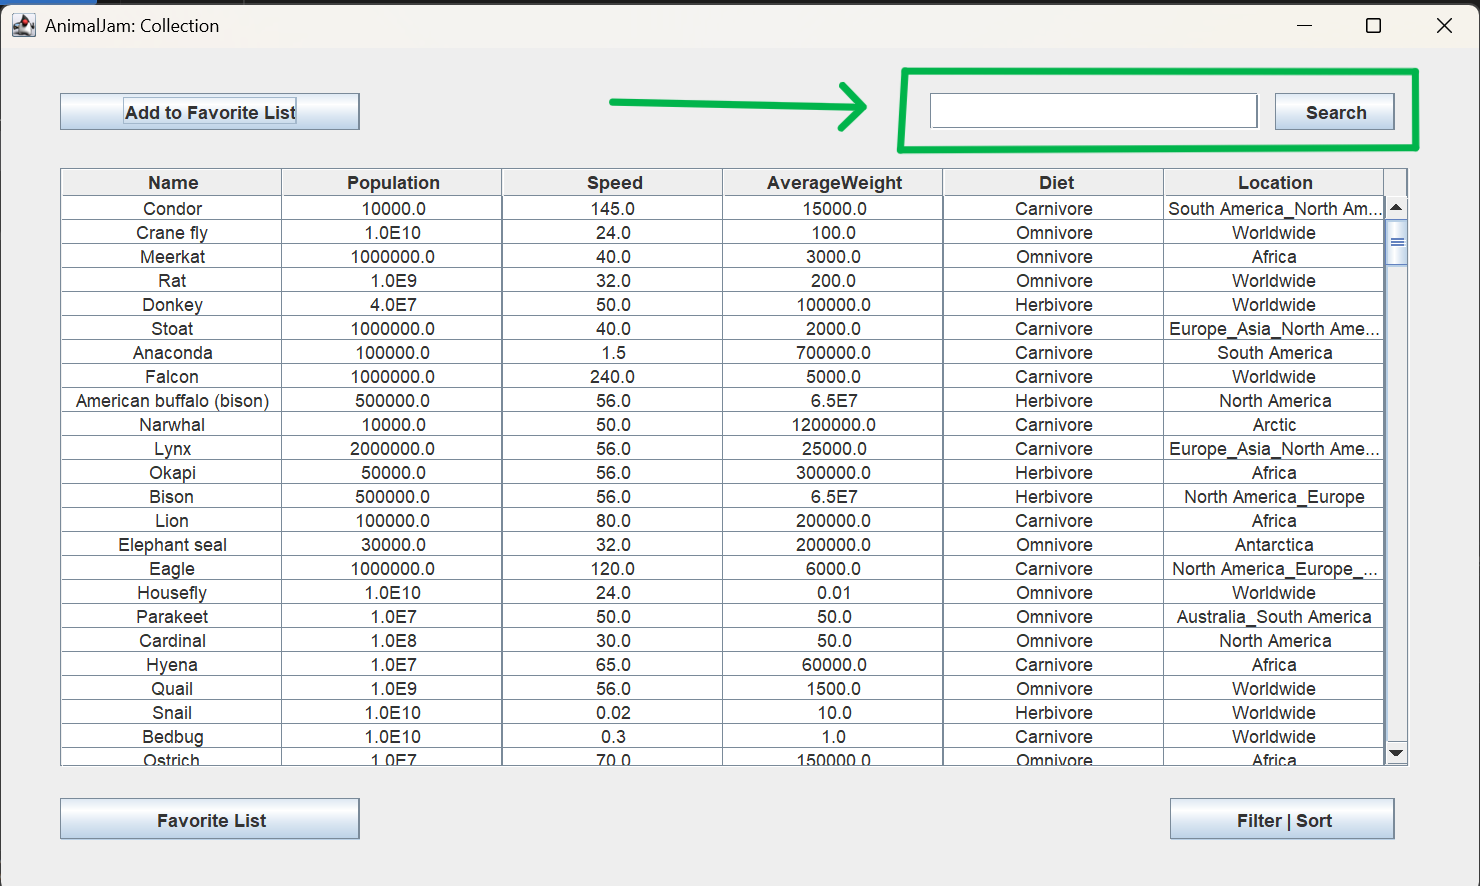 AnimalJam: Collection
Add to Favorite List
Search
Name Population Speed AverageWeight Diet Location
Condor 10000.0 145.0 15000.0 Carnivore South America_North Am...
Crane fly 1.0E10 24.0 100.0 Omnivore Worldwide
Meerkat 1000000.0 40.0 3000.0 Omnivore Africa
Rat 1.0E9 32.0 200.0 Omnivore Worldwide
Donkey 4.0E7 50.0 100000.0 Herbivore Worldwide
Stoat 1000000.0 40.0 2000.0 Carnivore Europe_Asia_North Ame...
Anaconda 100000.0 1.5 700000.0 Carnivore South America
Falcon 1000000.0 240.0 5000.0 Carnivore Worldwide
American buffalo (bison) 500000.0 56.0 6.5E7 Herbivore North America
Narwhal 10000.0 50.0 1200000.0 Carnivore Arctic
Lynx 2000000.0 56.0 25000.0 Carnivore Europe_Asia_North Ame...
Okapi 50000.0 56.0 300000.0 Herbivore Africa
Bison 500000.0 56.0 6.5E7 Herbivore North America_Europe
Lion 100000.0 80.0 200000.0 Carnivore Africa
Elephant seal 30000.0 32.0 200000.0 Omnivore Antarctica
Eagle 1000000.0 120.0 6000.0 Carnivore North America_Europe_...
Housefly 1.0E10 24.0 0.01 Omnivore Worldwide
Parakeet 1.0E7 50.0 50.0 Omnivore Australia_South America
Cardinal 1.0E8 30.0 50.0 Omnivore North America
Hyena 1.0E7 65.0 60000.0 Carnivore Africa
Quail 1.0E9 56.0 1500.0 Omnivore Worldwide
Snail 1.0E10 0.02 10.0 Herbivore Worldwide
Bedbug 1.0E10 0.3 1.0 Carnivore Worldwide
Ostrich 1.0E7 70.0 150000.0 Omnivore Africa
Favorite List
Filter | Sort